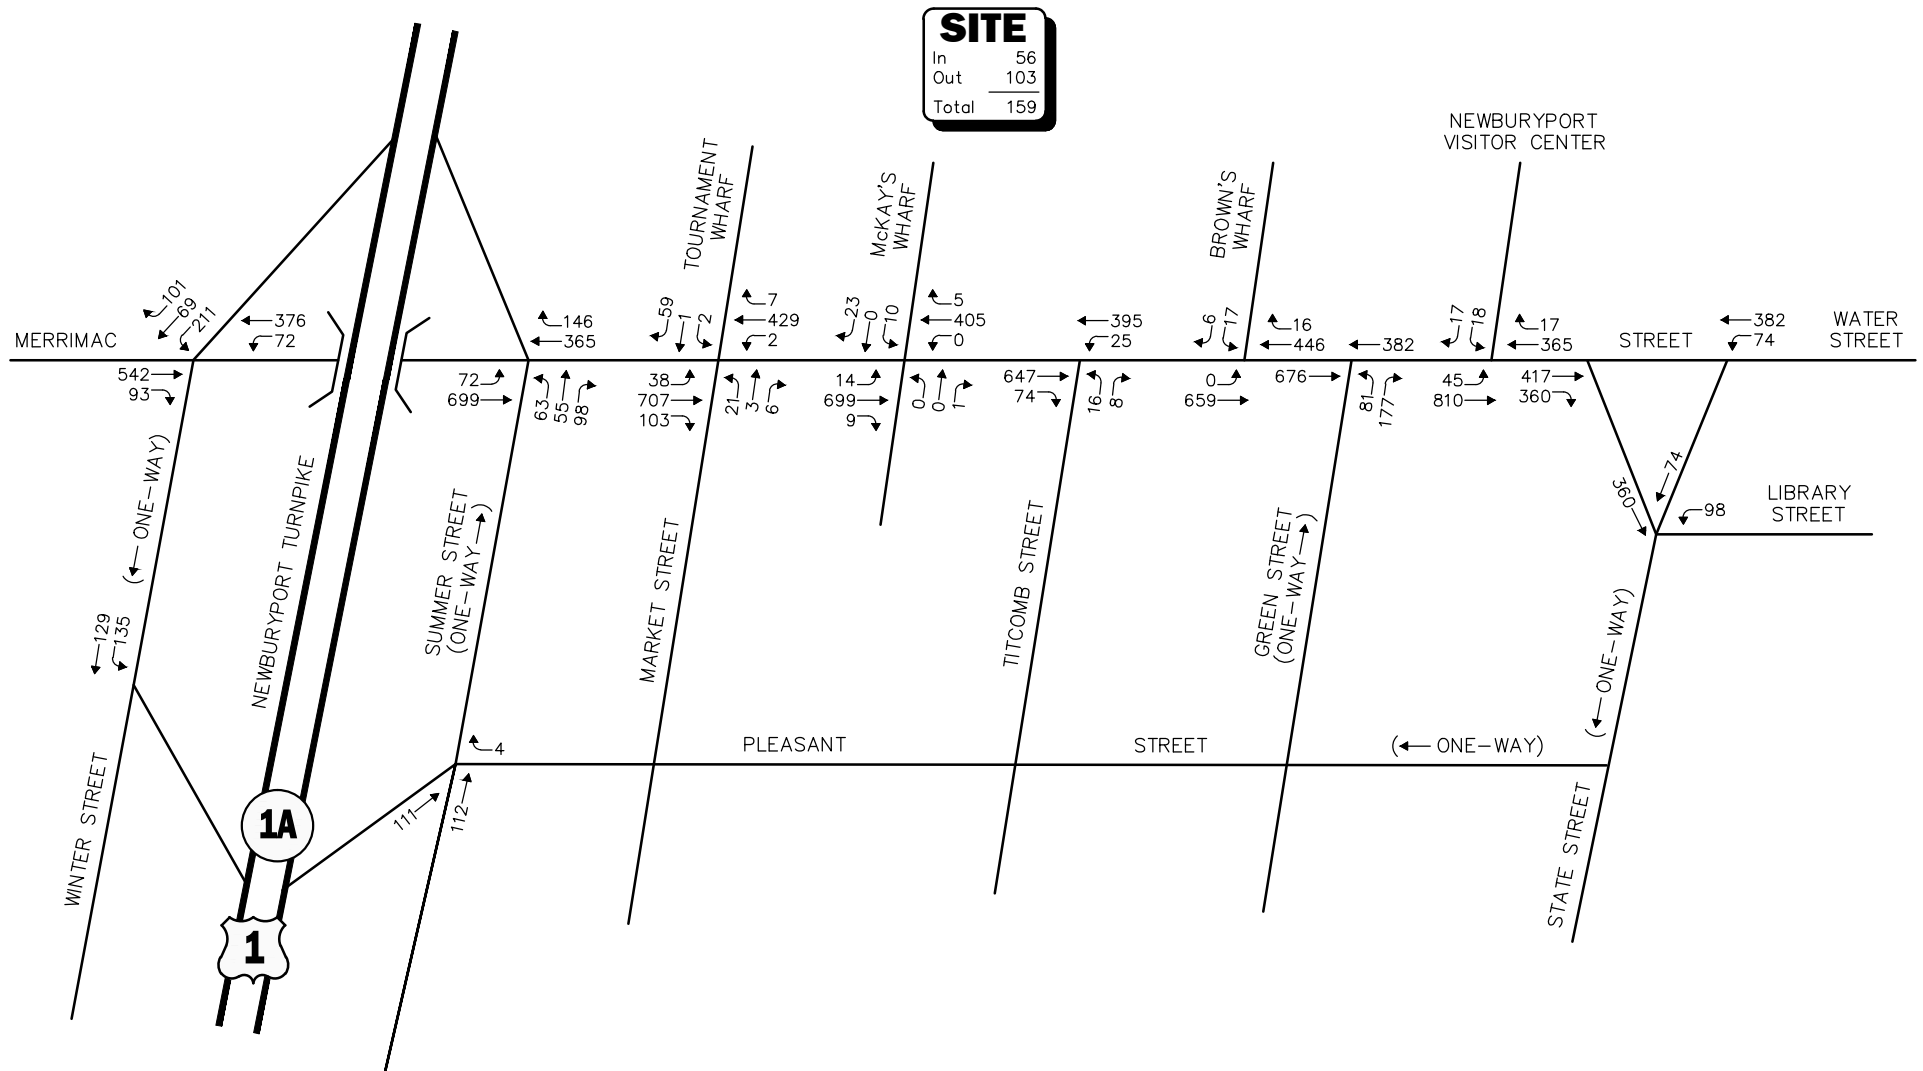 SITE
In 56
Out 103
Total 159
NEWBURYPORT
VISITOR CENTER
TOURNAMENT
WHARF
McKAY'S
WHARF
BROWN'S
WHARF
MERRIMAC
STREET
WATER
STREET
101
69
211
376
72
542
93
146
365
72
699
63
55
98
59
1
2
7
429
2
38
707
103
21
3
6
23
0
10
5
405
0
14
699
9
0
0
1
395
25
647
74
16
8
6
17
16
446
0
659
382
676
81
177
17
18
17
365
45
810
417
360
382
74
360
74
98
LIBRARY
STREET
(← ONE-WAY)
NEWBURYPORT TURNPIKE
SUMMER STREET
(ONE-WAY→)
MARKET STREET
TITCOMB STREET
GREEN STREET
(ONE-WAY→)
(← ONE-WAY)
129
135
4
PLEASANT
STREET
(← ONE-WAY)
111
112
WINTER STREET
STATE STREET
1A
1